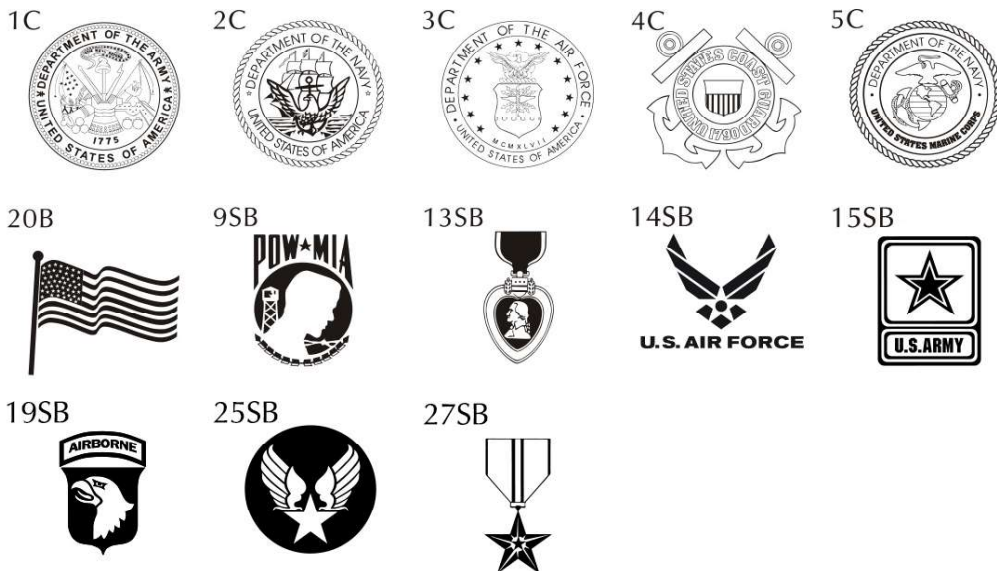 1C
DEPARTMENT OF THE ARMY
UNITED STATES OF AMERICA
1775
2C
DEPARTMENT OF THE NAVY
UNITED STATES OF AMERICA
3C
DEPARTMENT OF THE AIR FORCE
MCMXLVII
UNITED STATES OF AMERICA
4C
UNITED STATES COAST GUARD
1790
5C
DEPARTMENT OF THE NAVY
UNITED STATES MARINE CORPS
20B
9SB
POW★MIA
13SB
14SB
U.S. AIR FORCE
15SB
U.S.ARMY
19SB
AIRBORNE
25SB
27SB